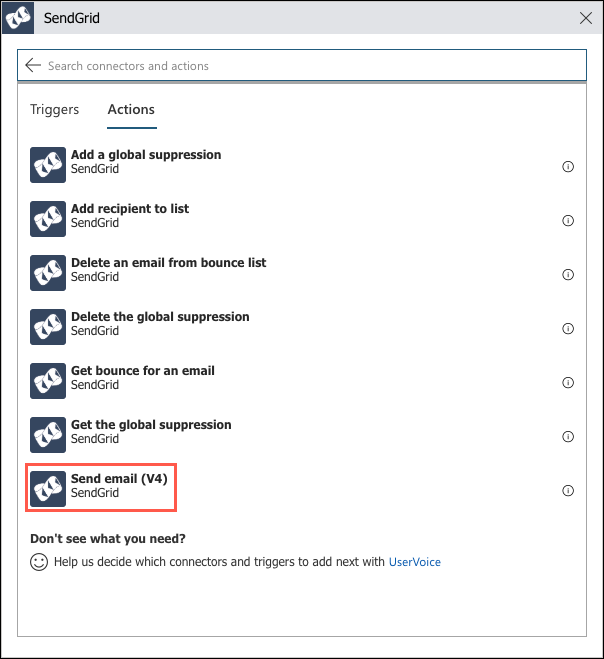 SendGrid
Search connectors and actions
Triggers Actions
Add a global suppression
SendGrid
Add recipient to list
SendGrid
Delete an email from bounce list
SendGrid
Delete the global suppression
SendGrid
Get bounce for an email
SendGrid
Get the global suppression
SendGrid
Send email (V4)
SendGrid
Don't see what you need?
Help us decide which connectors and triggers to add next with UserVoice